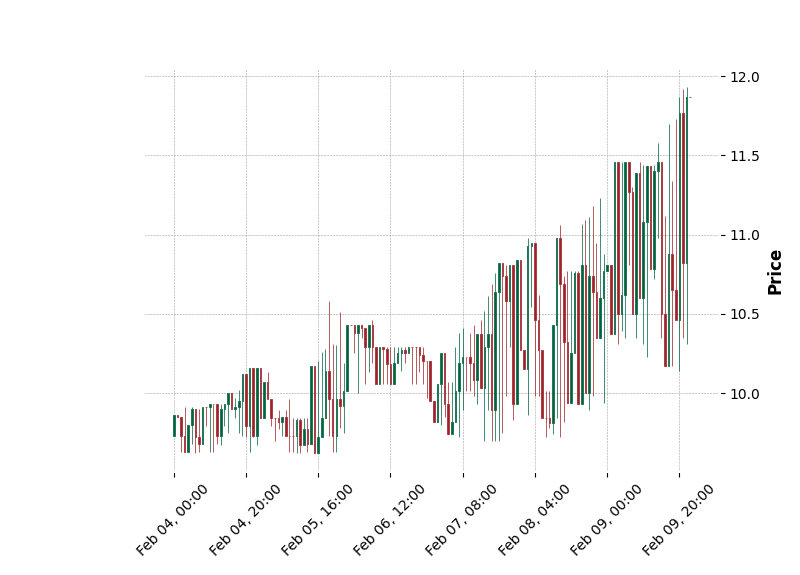 12.0
11.5
11.0
10.5
10.0
Price
Feb 04, 00:00
Feb 04, 20:00
Feb 05, 16:00
Feb 06, 12:00
Feb 07, 08:00
Feb 08, 04:00
Feb 09, 00:00
Feb 09, 20:00